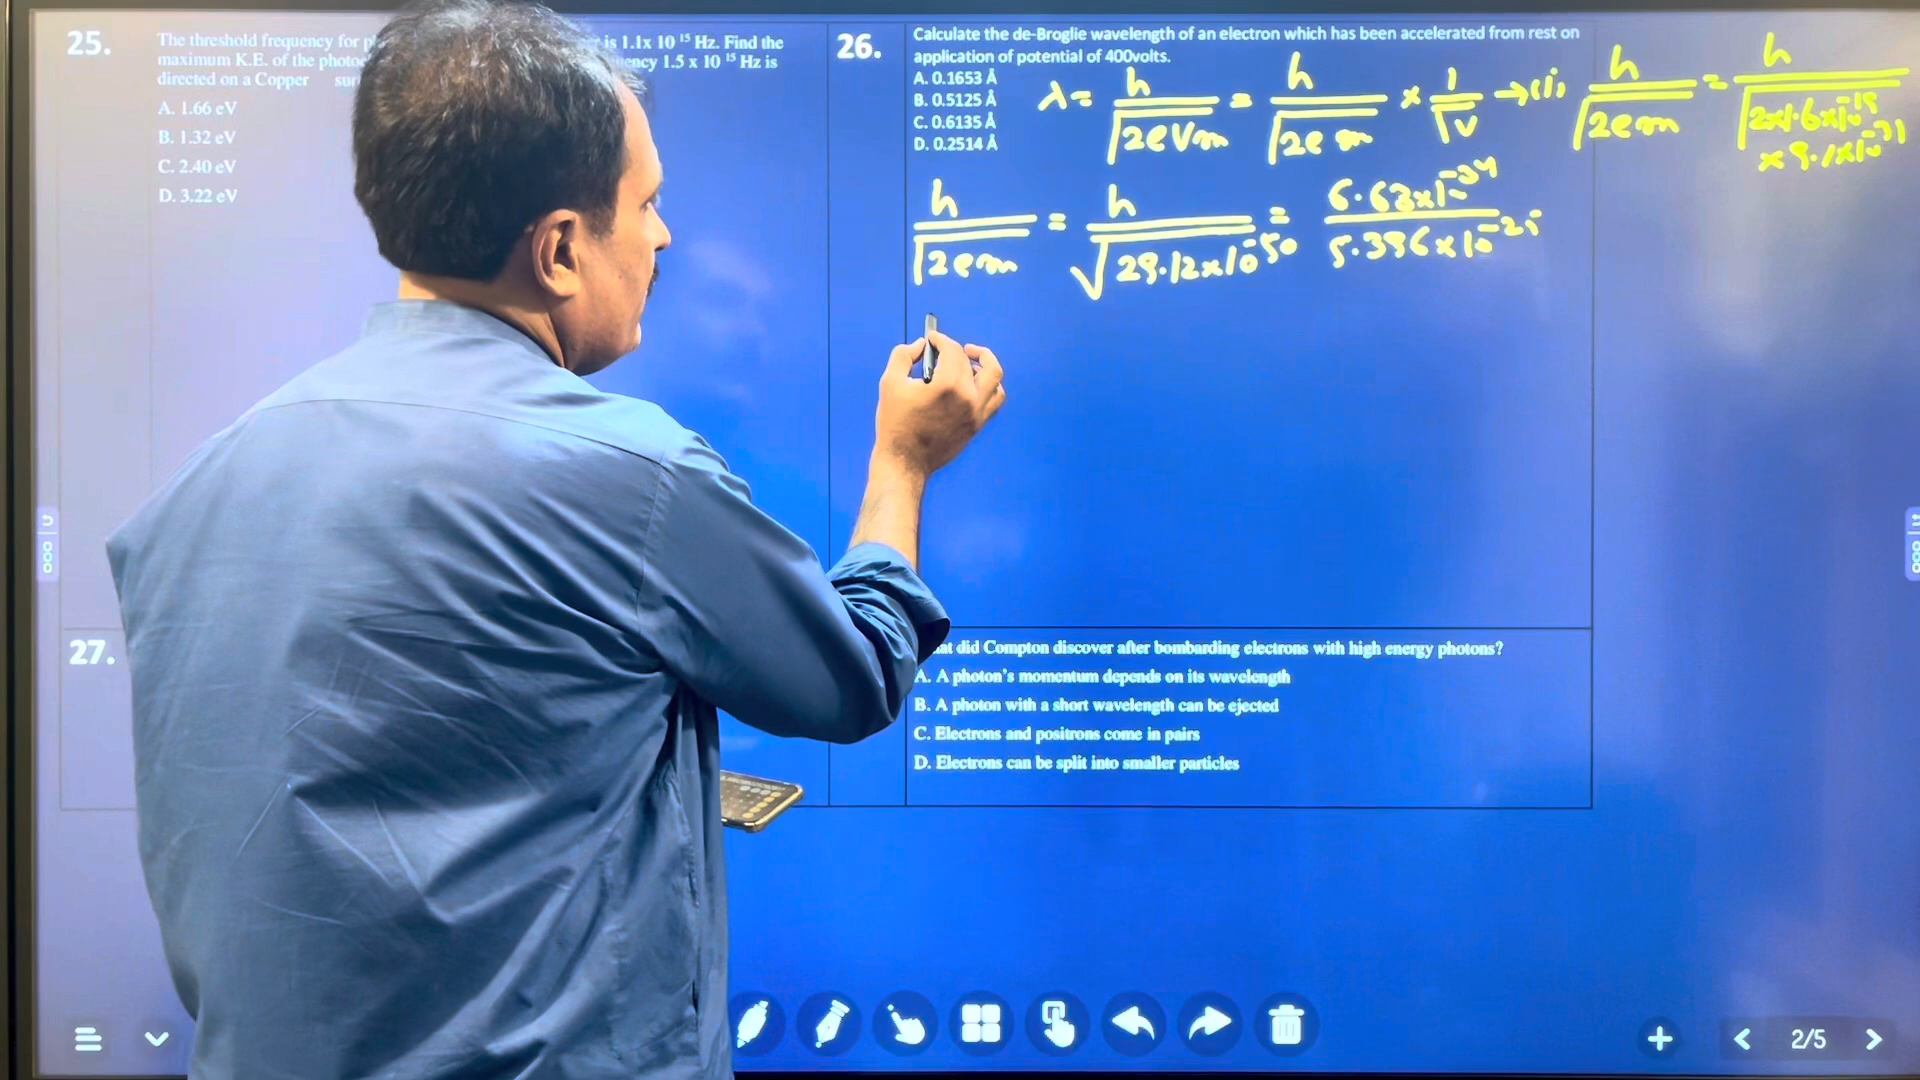 25.
The threshold frequency for
is 1.1x 10 15 Hz. Find the
maximum K.E. of the
1.5 x 10 15 Hz is
directed on a Copper
A. 1.66 eV
B. 1.32 eV
C. 2.40 eV
D. 3.22 eV
26.
Calculate the de-Broglie wavelength of an electron which has been accelerated from rest on
application of potential of 400volts.
A. 0.1653 Å
B. 0.5125 Å
C. 0.6135 Å
D. 0.2514 Å
λ = h/√2eVm = h/√2em × 1/√V → (1)
h/√2em = h/√2×1.6×10^-19 × 9.1×10^-31
h/√2em = h/√29.12×10^-50 = 6.63×10^-34/5.396×10^-25
27.
did Compton discover after bombarding electrons with high energy photons?
A. A photon's momentum depends on its wavelength
B. A photon with a short wavelength can be ejected
C. Electrons and positrons come in pairs
D. Electrons can be split into smaller particles
2/5